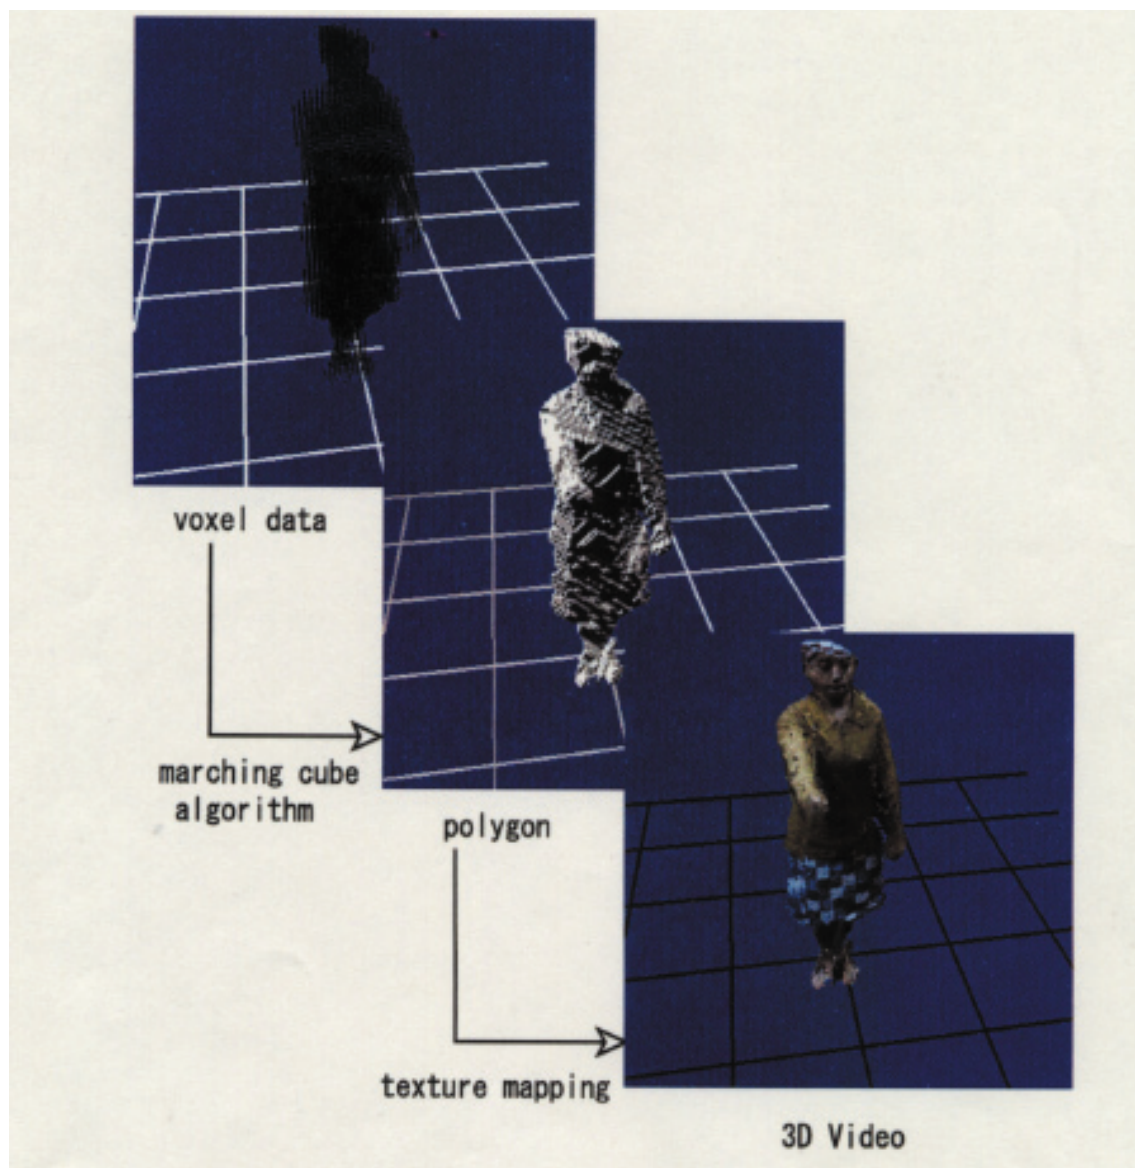 voxel data
marching cube
algorithm
polygon
texture mapping
3D Video